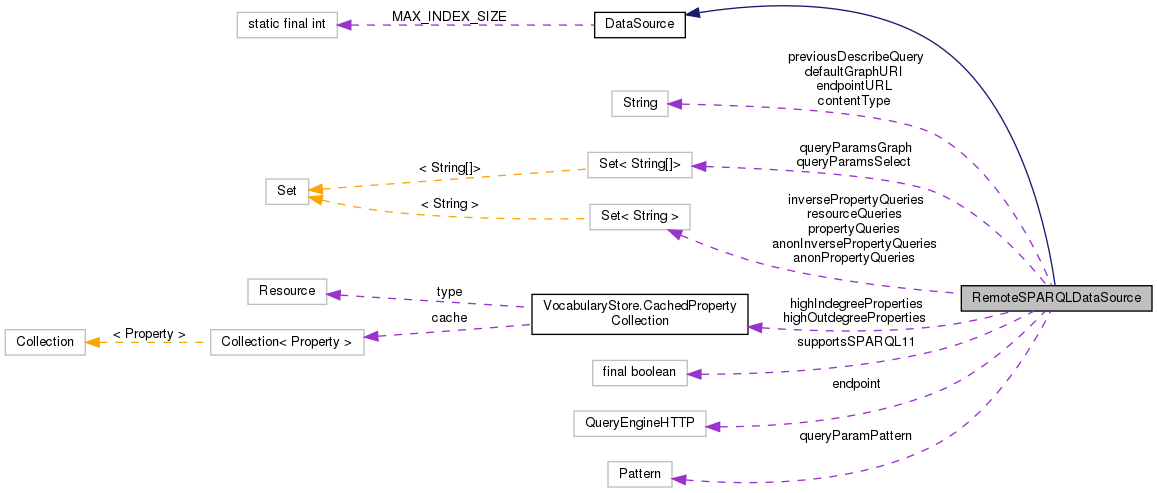 static final int
MAX_INDEX_SIZE
DataSource
previousDescribeQuery
defaultGraphURI
endpointURL
contentType
String
queryParamsGraph
queryParamsSelect
Set< String[]>
< String[]>
Set
< String >
Set< String >
inversePropertyQueries
resourceQueries
propertyQueries
anonInversePropertyQueries
anonPropertyQueries
RemoteSPARQLDataSource
Resource
type
VocabularyStore.CachedProperty
Collection
highIndegreeProperties
highOutdegreeProperties
cache
Collection
< Property >
Collection< Property >
supportsSPARQL11
final boolean
endpoint
QueryEngineHTTP
queryParamPattern
Pattern